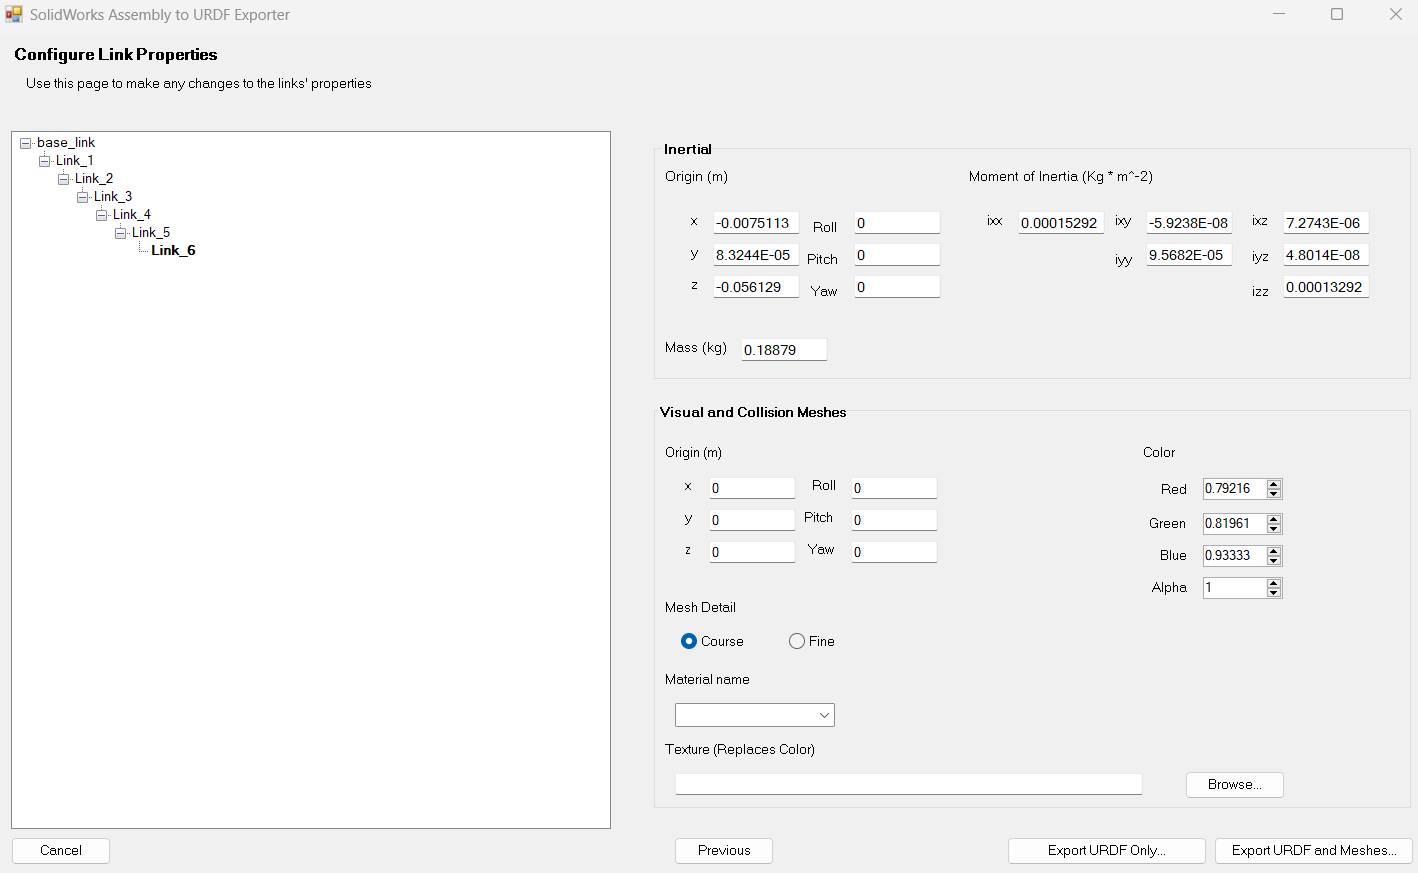 SolidWorks Assembly to URDF Exporter
Configure Link Properties
Use this page to make any changes to the links' properties
base_link
Link_1
Link_2
Link_3
Link_4
Link_5
Link_6
Inertial
Origin (m)
Moment of Inertia (Kg * m^-2)
x -0.0075113 Roll 0 ixx 0.00015292 ixy -5.9238E-08 ixz 7.2743E-06
y 8.3244E-05 Pitch 0 iyy 9.5682E-05 iyz 4.8014E-08
z -0.056129 Yaw 0 izz 0.00013292
Mass (kg) 0.18879
Visual and Collision Meshes
Origin (m)
Color
x 0 Roll 0 Red 0.79216
y 0 Pitch 0 Green 0.81961
z 0 Yaw 0 Blue 0.93333
Alpha 1
Mesh Detail
Course Fine
Material name
Texture (Replaces Color)
Browse...
Cancel Previous Export URDF Only... Export URDF and Meshes...